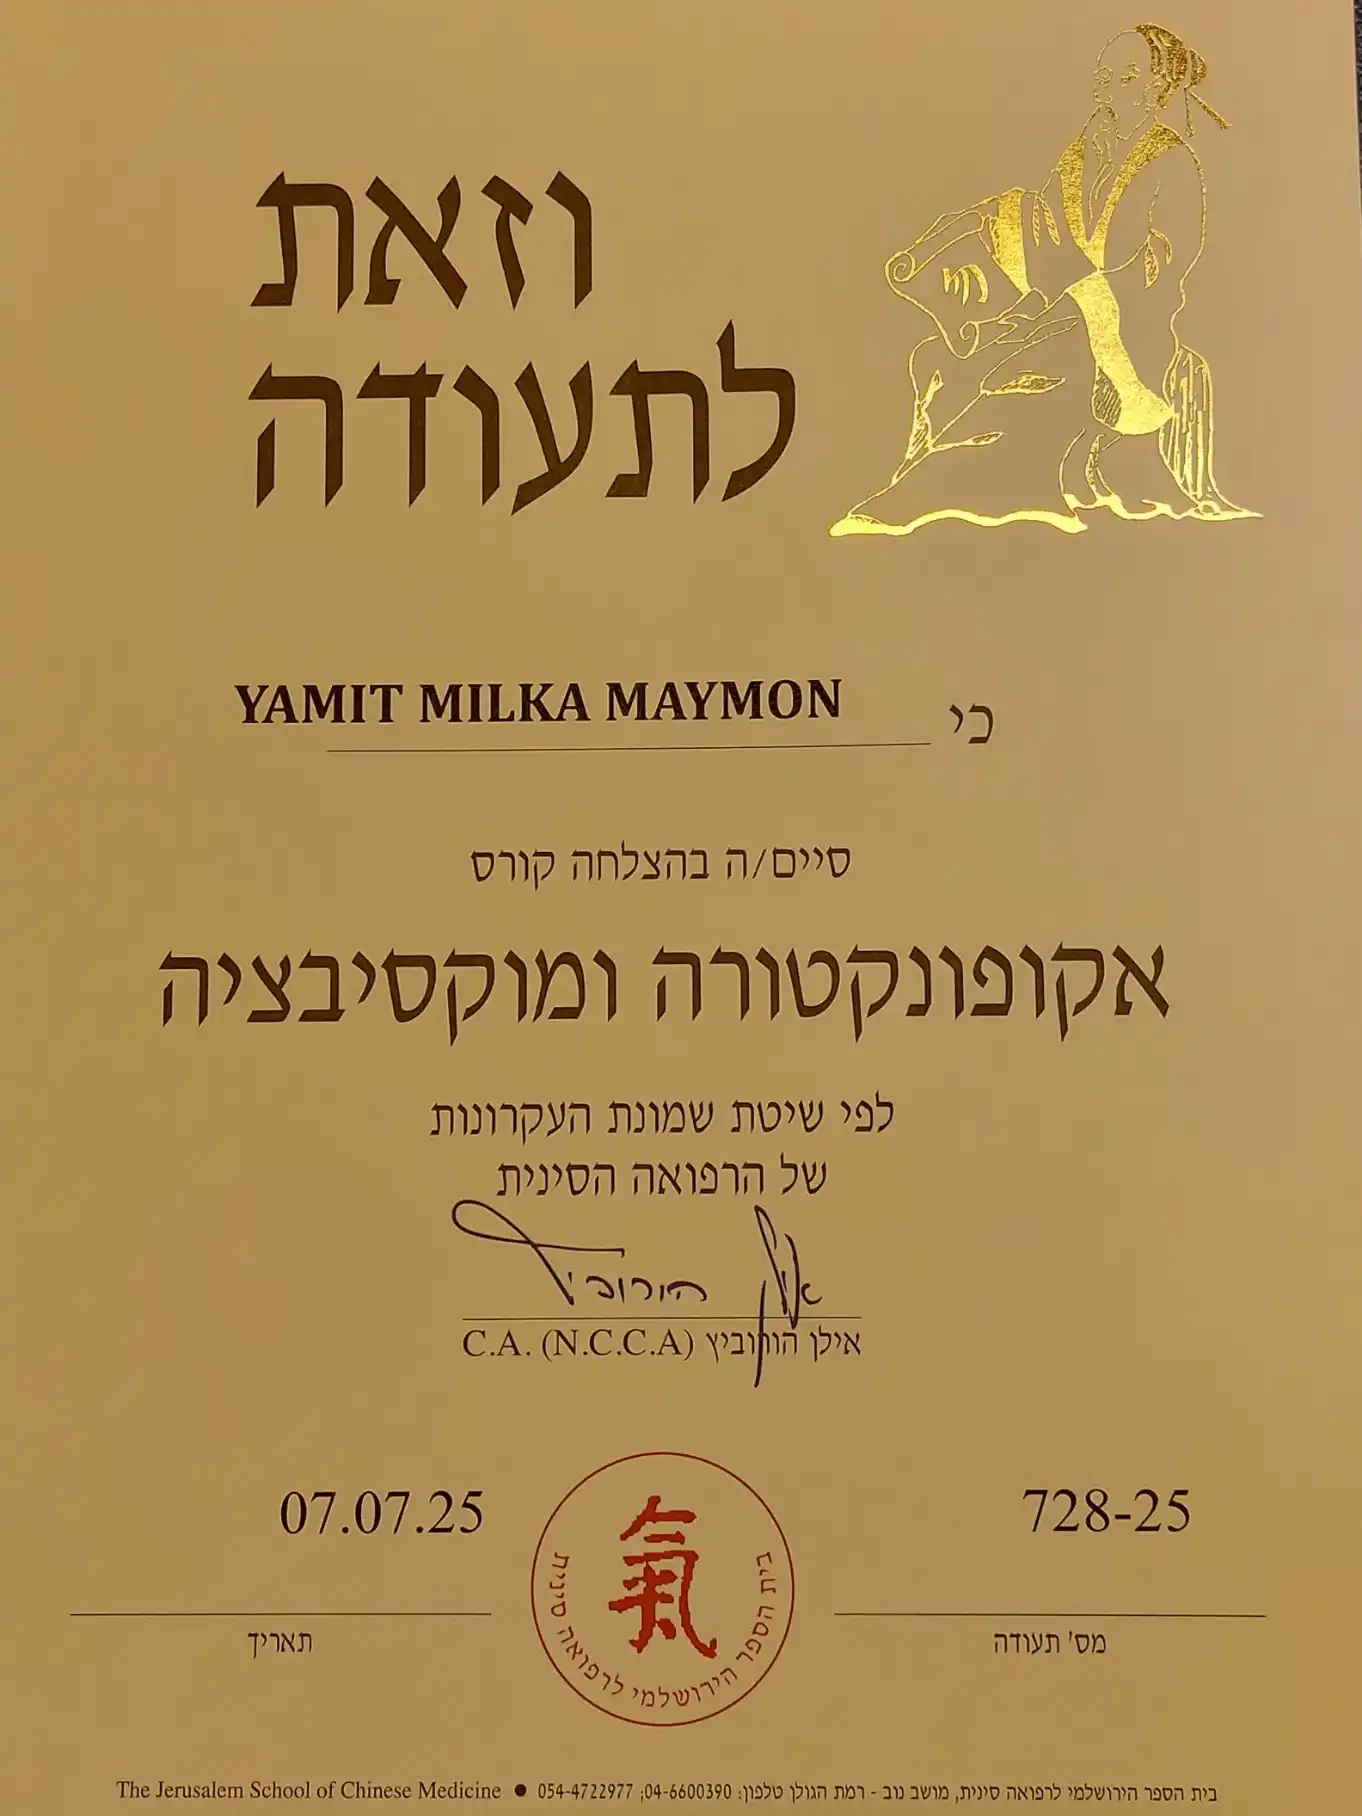 וזאת
לתעודה
כי YAMIT MILKA MAYMON
סיים/ה בהצלחה קורס
אקופונקטורה ומוקסיבציה
לפי שיטת שמונת העקרונות
של הרפואה הסינית
אילן הורוביץ
אילן הורוביץ C.A. (N.C.C.A)
728-25
07.07.25
氣
בית הספר הירושלמי לרפואה סינית
מס' תעודה
תאריך
בית הספר הירושלמי לרפואה סינית, מושב נוב - רמת הגולן טלפון: 04-6600390; 054-4722977 ● The Jerusalem School of Chinese Medicine